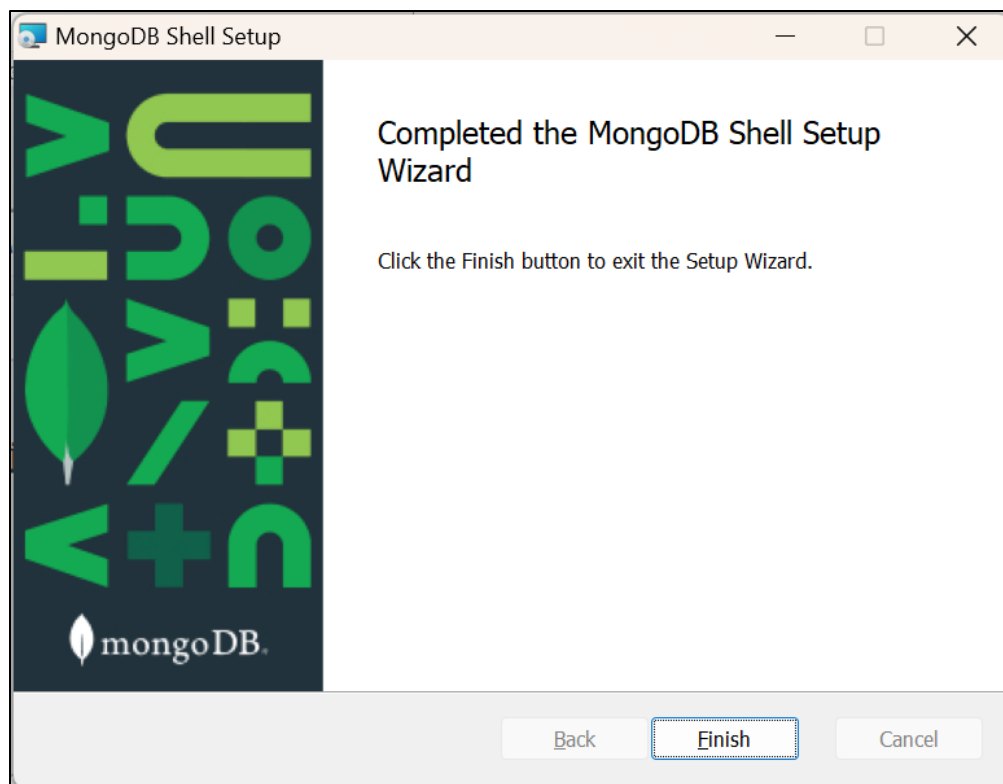 MongoDB Shell Setup
Completed the MongoDB Shell Setup
Wizard
Click the Finish button to exit the Setup Wizard.
mongoDB.
Back
Finish
Cancel